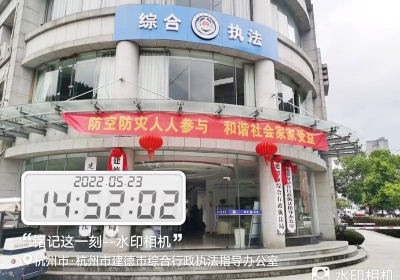 综合 执法
防空防灾人人参与 和谐社会家家受益
2022.05-23
14:52:02
“铭记这一刻--水印相机”
杭州市·杭州市建德市综合行政执法指导办公室
水印相机